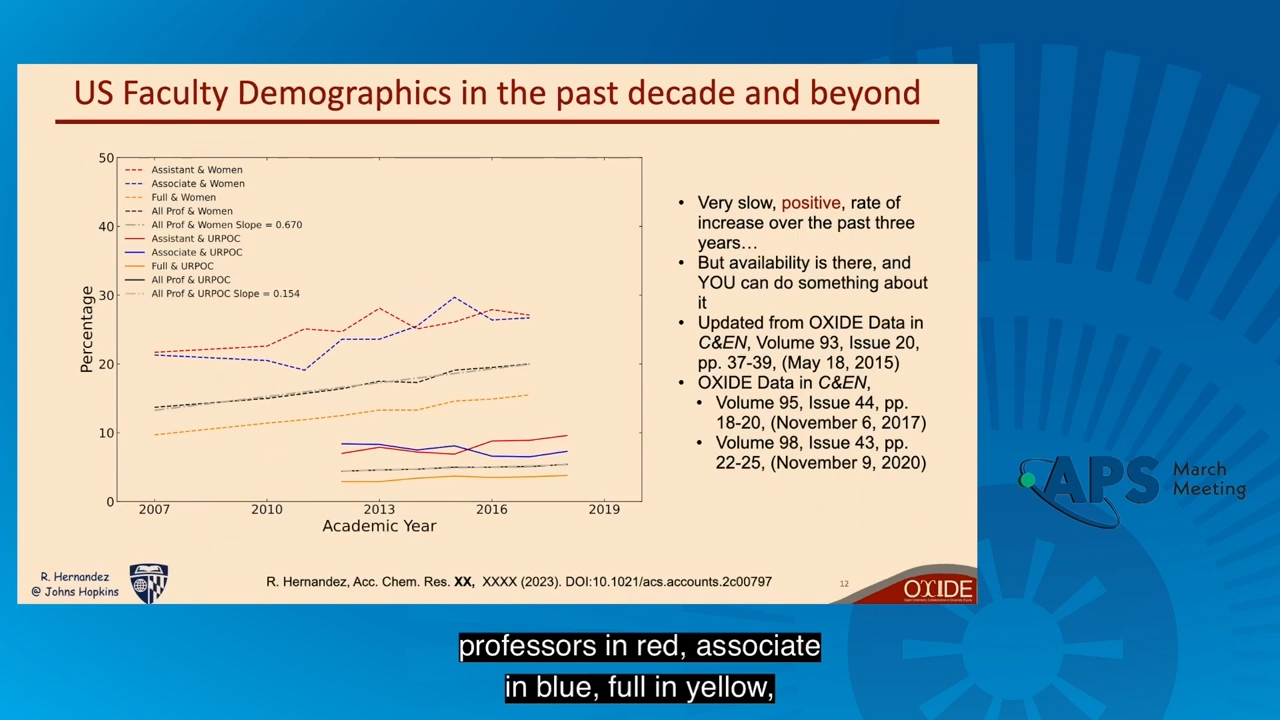 US Faculty Demographics in the past decade and beyond
50
40
30
20
10
0
Percentage
Assistant & Women
Associate & Women
Full & Women
All Prof & Women
All Prof & Women Slope = 0.670
Assistant & URPOC
Associate & URPOC
Full & URPOC
All Prof & URPOC
All Prof & URPOC Slope = 0.154
2007 2010 2013 2016 2019
Academic Year
• Very slow, positive, rate of
increase over the past three
years…
• But availability is there, and
YOU can do something about
it
• Updated from OXIDE Data in
C&EN, Volume 93, Issue 20,
pp. 37-39, (May 18, 2015)
• OXIDE Data in C&EN,
• Volume 95, Issue 44, pp.
18-20, (November 6, 2017)
• Volume 98, Issue 43, pp.
22-25, (November 9, 2020)
APS March
Meeting
R. Hernandez
@ Johns Hopkins
R. Hernandez, Acc. Chem. Res. XX, XXXX (2023). DOI:10.1021/acs.accounts.2c00797
12
OXIDE
professors in red, associate
in blue, full in yellow,